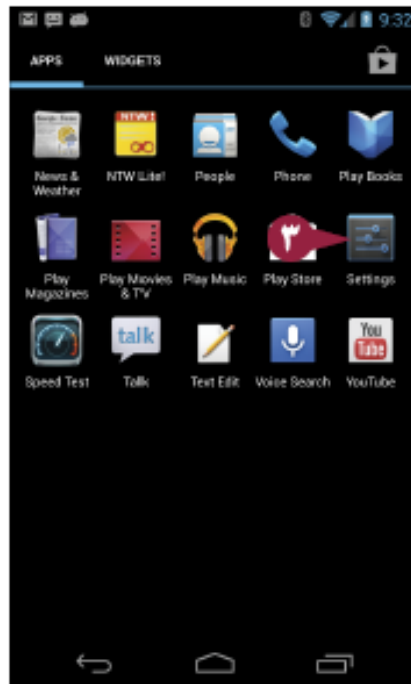 9:32
APPS WIDGETS
NTW!
News & Weather NTW Lite! People Phone Play Books
٣
Play Magazines Play Movies & TV Play Music Play Store Settings
talk You Tube
Speed Test Talk Text Edit Voice Search YouTube